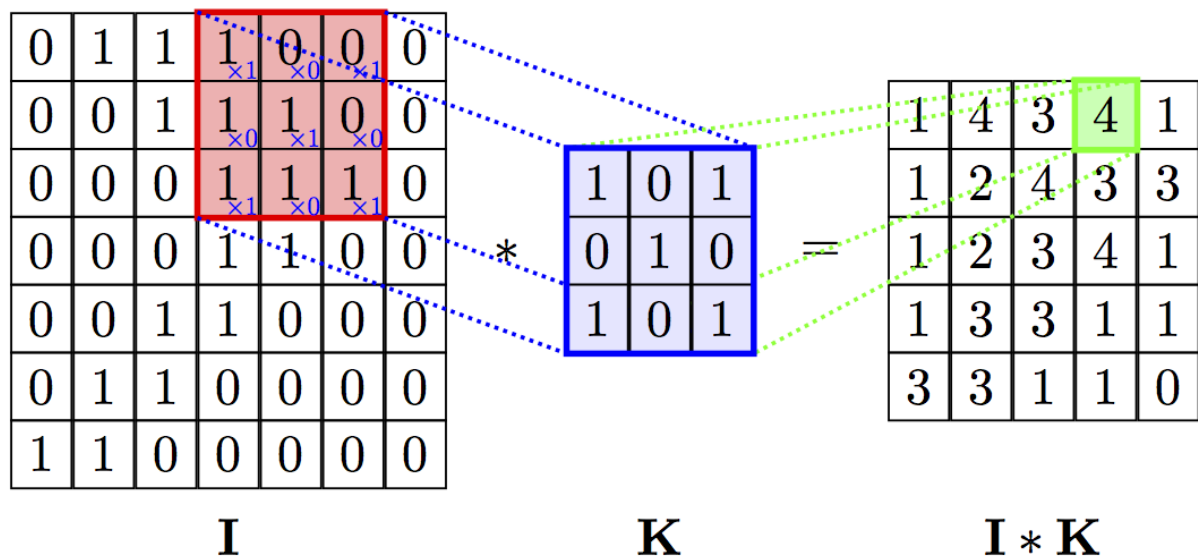 0 1 1 1×1 0×0 0×1 0
0 0 1 1×0 1×1 0×0 0
0 0 0 1×1 1×0 1×1 0
0 0 0 1 1 0 0
0 0 1 1 0 0 0
0 1 1 0 0 0 0
1 1 0 0 0 0 0
I
*
1 0 1
0 1 0
1 0 1
K
=
1 4 3 4 1
1 2 4 3 3
1 2 3 4 1
1 3 3 1 1
3 3 1 1 0
I * K